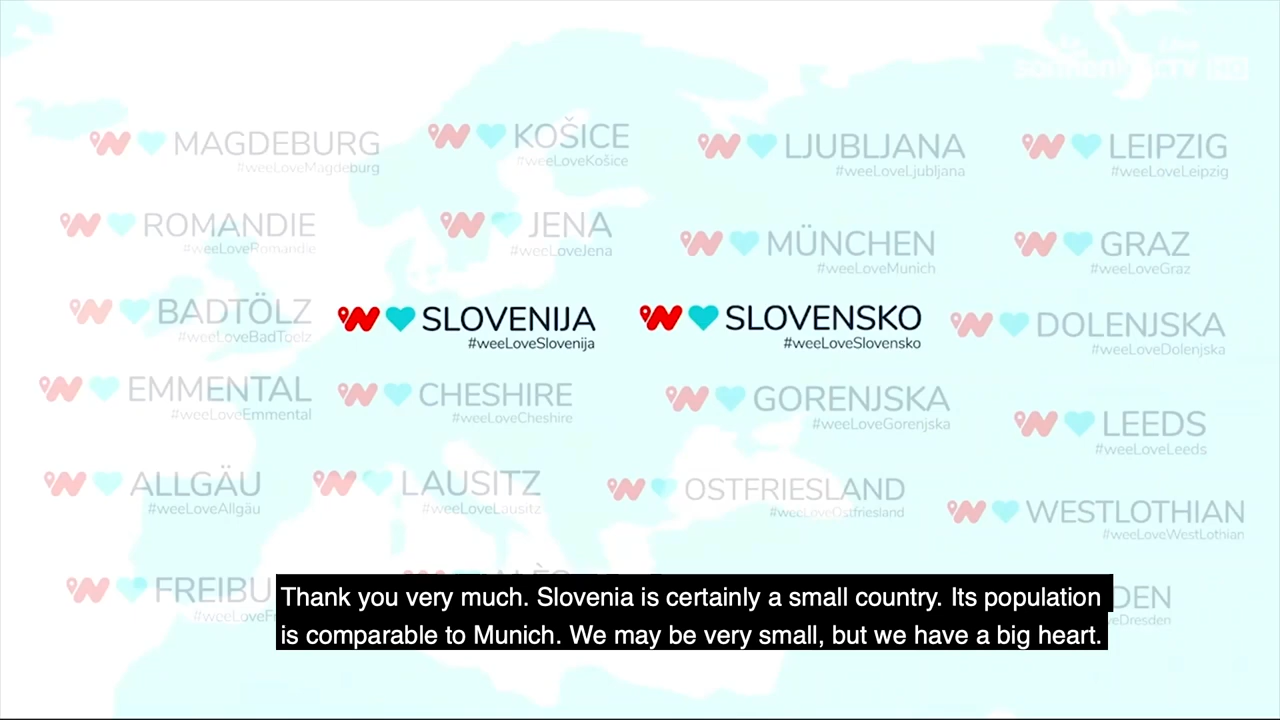 MAGDEBURG
#weeLoveMagdeburg
KOŠICE
#weeLoveKošice
LJUBLJANA
#weeLoveLjubljana
LEIPZIG
#weeLoveLeipzig
ROMANDIE
#weeLoveRomandie
JENA
#weeLoveJena
MÜNCHEN
#weeLoveMunich
GRAZ
#weeLoveGraz
BADTÖLZ
#weeLoveBadToelz
SLOVENIJA
#weeLoveSlovenija
SLOVENSKO
#weeLoveSlovensko
DOLENJSKA
#weeLoveDolenjska
EMMENTAL
#weeLoveEmmental
CHESHIRE
#weeLoveCheshire
GORENJSKA
#weeLoveGorenjska
LEEDS
#weeLoveLeeds
ALLGÄU
#weeLoveAllgäu
LAUSITZ
#weeLoveLausitz
OSTFRIESLAND
#weeLoveOstfriesland
WESTLOTHIAN
#weeLoveWestLothian
FREIBU
Thank you very much. Slovenia is certainly a small country. Its population
is comparable to Munich. We may be very small, but we have a big heart.